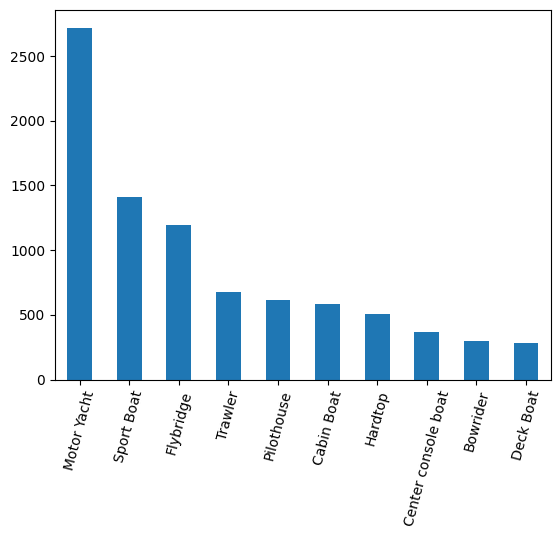 2500
2000
1500
1000
500
0
Motor Yacht
Sport Boat
Flybridge
Trawler
Pilothouse
Cabin Boat
Hardtop
Center console boat
Bowrider
Deck Boat